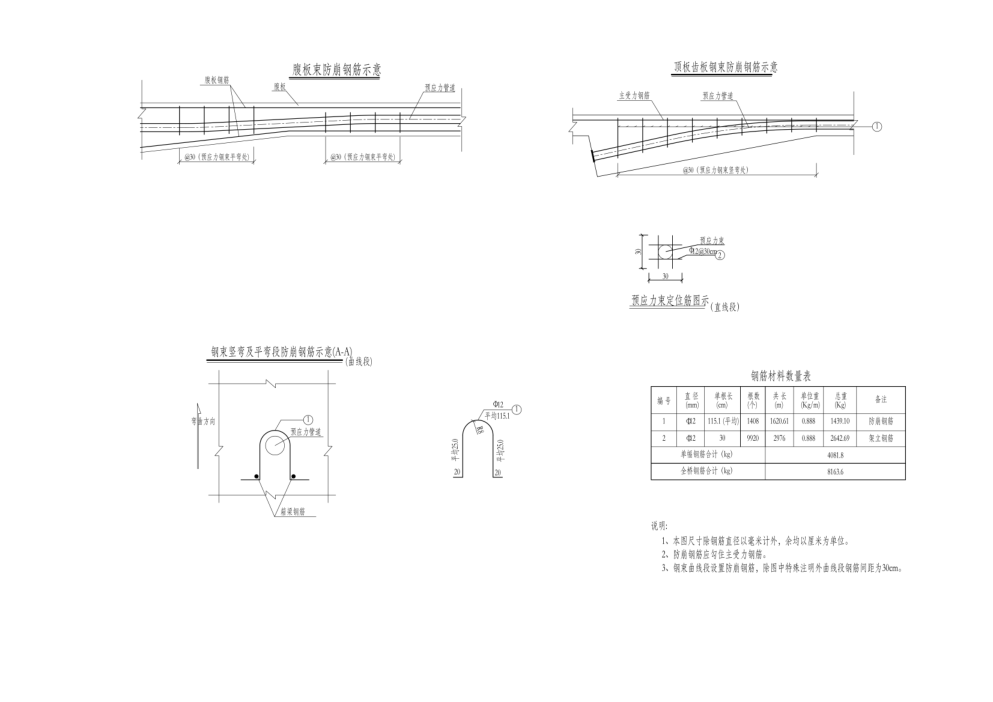 腹板束防崩钢筋示意
腹板钢筋
腹板
预应力管道
@30（预应力钢束平弯处）
@30（预应力钢束平弯处）
顶板齿板钢束防崩钢筋示意
主受力钢筋
预应力管道
1
@30（预应力钢束竖弯处）
预应力束
Φ12@30cm
2
30
30
预应力束定位筋图示
（直线段）
钢束竖弯及平弯段防崩钢筋示意(A-A)
(曲线段)
弯曲方向
1
预应力管道
箍梁钢筋
Φ12
平均115.1
1
R8
平均25.0
平均25.0
20
20
钢筋材料数量表
编 号 直 径 (mm) 单根长 (cm) 根数 (个) 共 长 (m) 单位重 (Kg/m) 总重 (Kg) 备注
1 Φ12 115.1 (平均) 1408 1620.61 0.888 1439.10 防崩钢筋
2 Φ12 30 9920 2976 0.888 2642.69 架立钢筋
单幅钢筋合计（kg） 4081.8
全桥钢筋合计（kg） 8163.6
说明:
1、本图尺寸除钢筋直径以毫米计外，余均以厘米为单位。
2、防崩钢筋应勾住主受力钢筋。
3、钢束曲线段设置防崩钢筋，除图中特殊注明外曲线段钢筋间距为30cm。